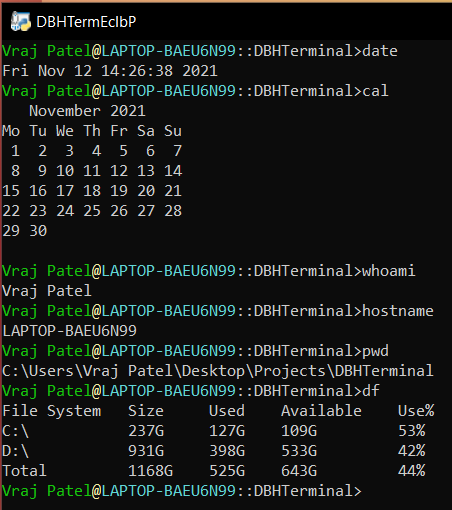 DBHTermEclbP
Vraj Patel@LAPTOP-BAEU6N99::DBHTerminal>date
Fri Nov 12 14:26:38 2021
Vraj Patel@LAPTOP-BAEU6N99::DBHTerminal>cal
   November 2021
Mo Tu We Th Fr Sa Su
 1  2  3  4  5  6  7
 8  9 10 11 12 13 14
15 16 17 18 19 20 21
22 23 24 25 26 27 28
29 30
Vraj Patel@LAPTOP-BAEU6N99::DBHTerminal>whoami
Vraj Patel
Vraj Patel@LAPTOP-BAEU6N99::DBHTerminal>hostname
LAPTOP-BAEU6N99
Vraj Patel@LAPTOP-BAEU6N99::DBHTerminal>pwd
C:\Users\Vraj Patel\Desktop\Projects\DBHTerminal
Vraj Patel@LAPTOP-BAEU6N99::DBHTerminal>df
File System   Size     Used    Available    Use%
C:\           237G     127G    109G         53%
D:\           931G     398G    533G         42%
Total         1168G    525G    643G         44%
Vraj Patel@LAPTOP-BAEU6N99::DBHTerminal>